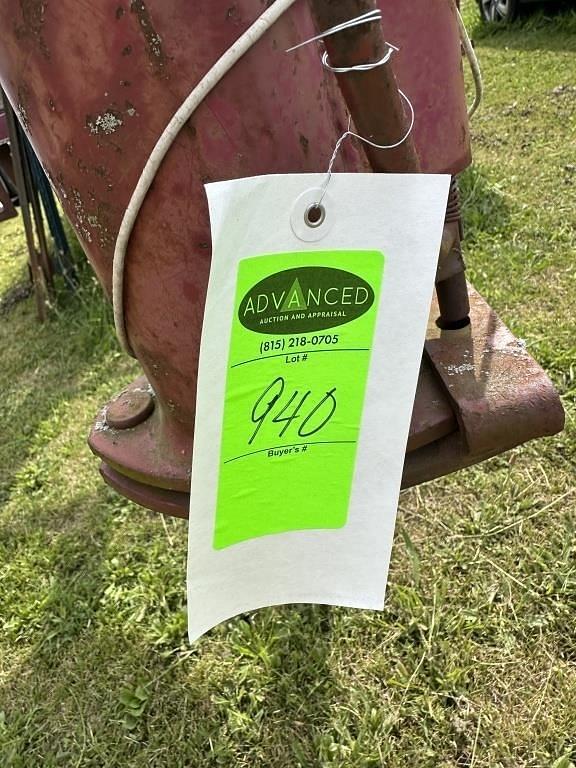 ADVANCED
AUCTION AND APPRAISAL
(815) 218-0705
Lot #
940
Buyer's #